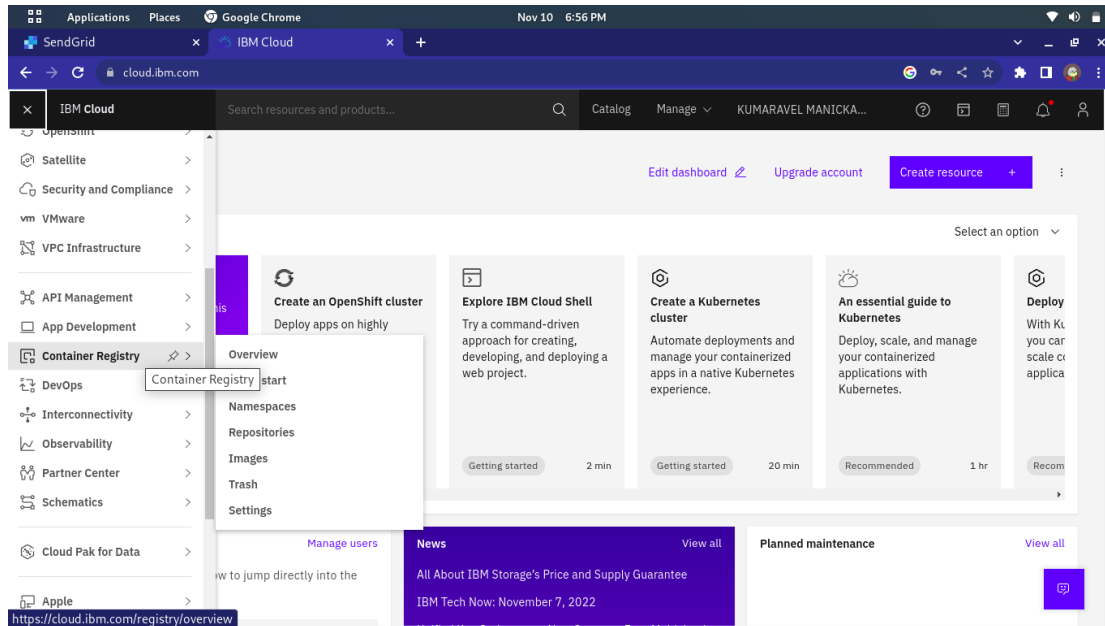 Applications Places Google Chrome Nov 10 6:56 PM
SendGrid × IBM Cloud × +
cloud.ibm.com
IBM Cloud Search resources and products... Catalog Manage KUMARAVEL MANICKA...
OpenShift
Satellite
Security and Compliance
vm VMware
VPC Infrastructure
API Management
App Development
Container Registry
Container Registry
DevOps
Interconnectivity
Observability
Partner Center
Schematics
Cloud Pak for Data
Apple
https://cloud.ibm.com/registry/overview
Overview
start
Namespaces
Repositories
Images
Trash
Settings
Edit dashboard Upgrade account Create resource +
Select an option
Create an OpenShift cluster
Deploy apps on highly
Explore IBM Cloud Shell
Try a command-driven
approach for creating,
developing, and deploying a
web project.
Getting started 2 min
Create a Kubernetes
cluster
Automate deployments and
manage your containerized
apps in a native Kubernetes
experience.
Getting started 20 min
An essential guide to
Kubernetes
Deploy, scale, and manage
your containerized
applications with
Kubernetes.
Recommended 1 hr
Deploy
With Ku
you can
scale co
applica
Recom
Manage users
ow to jump directly into the
News View all
All About IBM Storage's Price and Supply Guarantee
IBM Tech Now: November 7, 2022
Planned maintenance View all